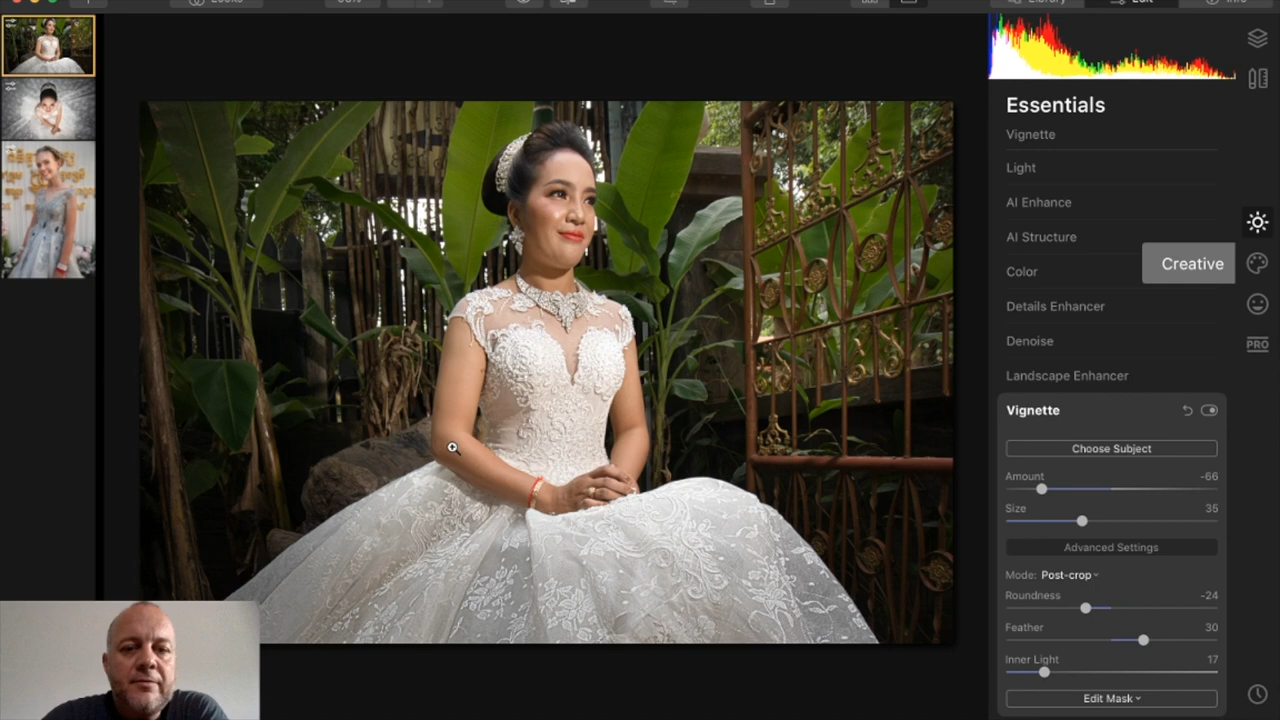 Essentials
Vignette
Light
AI Enhance
AI Structure
Color
Creative
Details Enhancer
Denoise
PRO
Landscape Enhancer
Vignette
Choose Subject
Amount -66
Size 35
Advanced Settings
Mode: Post-crop
Roundness -24
Feather 30
Inner Light 17
Edit Mask